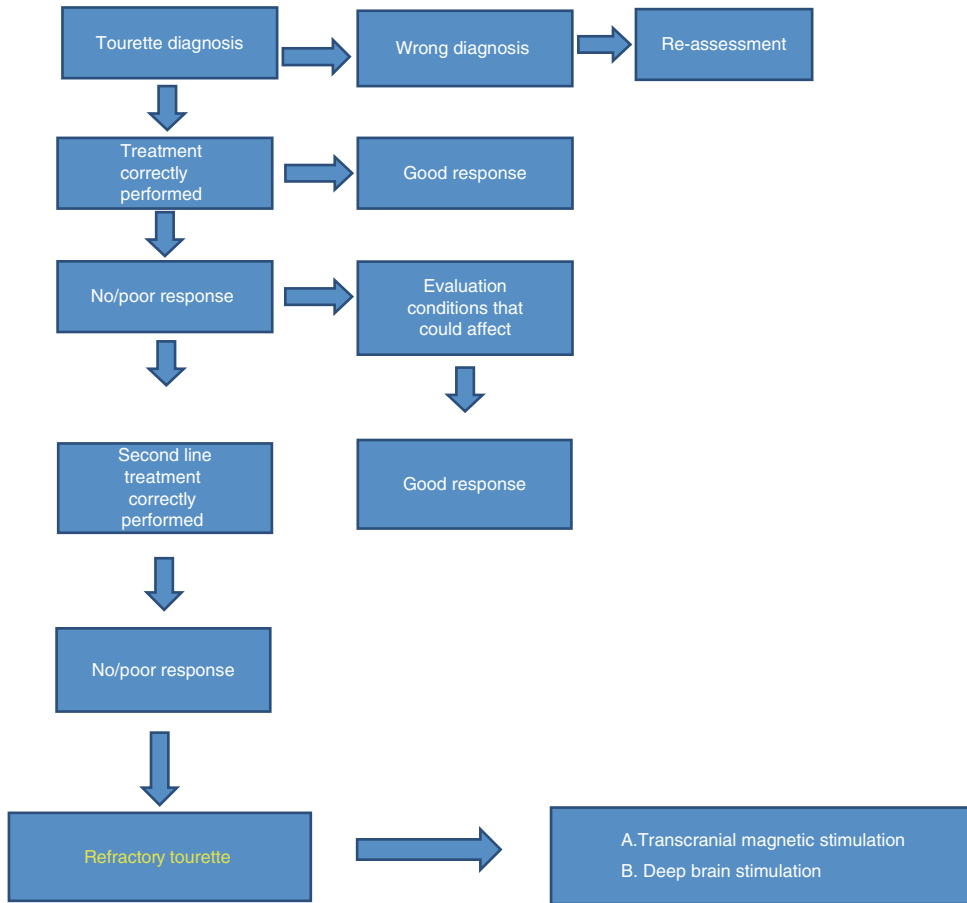 Tourette diagnosis
Wrong diagnosis
Re-assessment
Treatment
correctly
performed
Good response
No/poor response
Evaluation
conditions that
could affect
Second line
treatment
correctly
performed
Good response
No/poor response
Refractory tourette
A.Transcranial magnetic stimulation
B. Deep brain stimulation